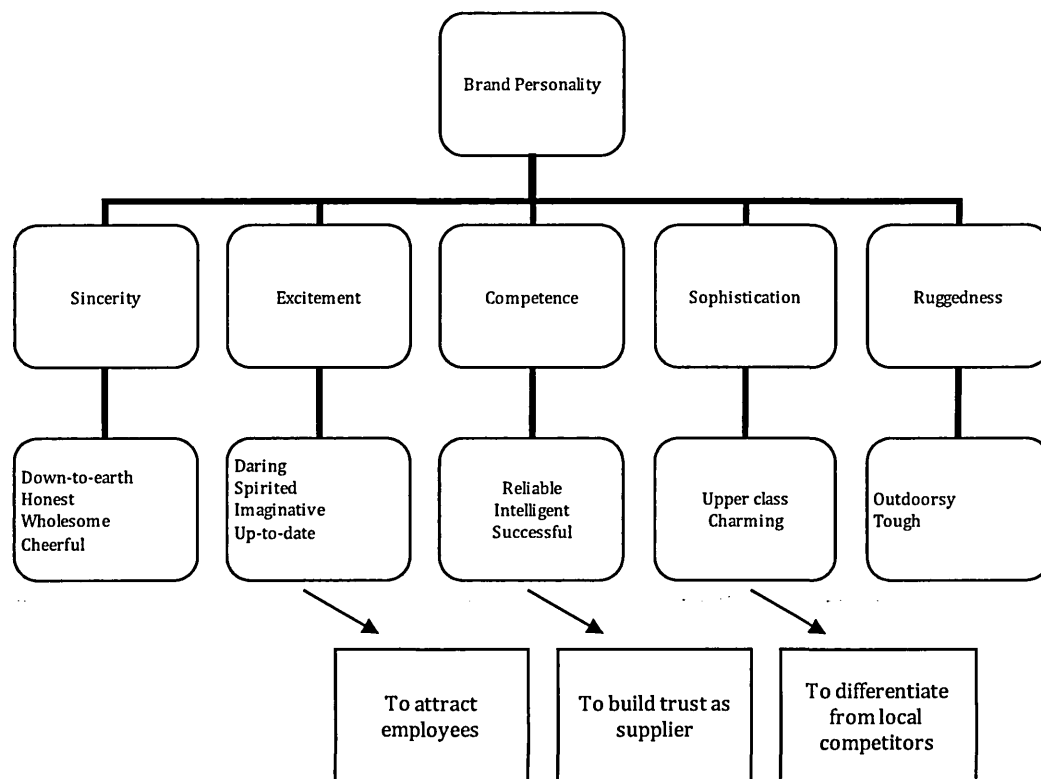 Brand Personality
Sincerity
Excitement
Competence
Sophistication
Ruggedness
Down-to-earth
Honest
Wholesome
Cheerful
Daring
Spirited
Imaginative
Up-to-date
Reliable
Intelligent
Successful
Upper class
Charming
Outdoorsy
Tough
To attract
employees
To build trust as
supplier
To differentiate
from local
competitors